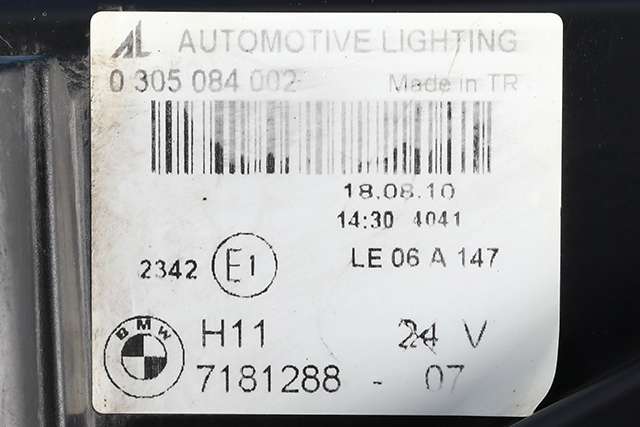 AL AUTOMOTIVE LIGHTING
0 305 084 002 Made in TR
18.08.10
14:30 4041
2342 E1 LE 06 A 147
BMW H11 24 V
7181288 - 07